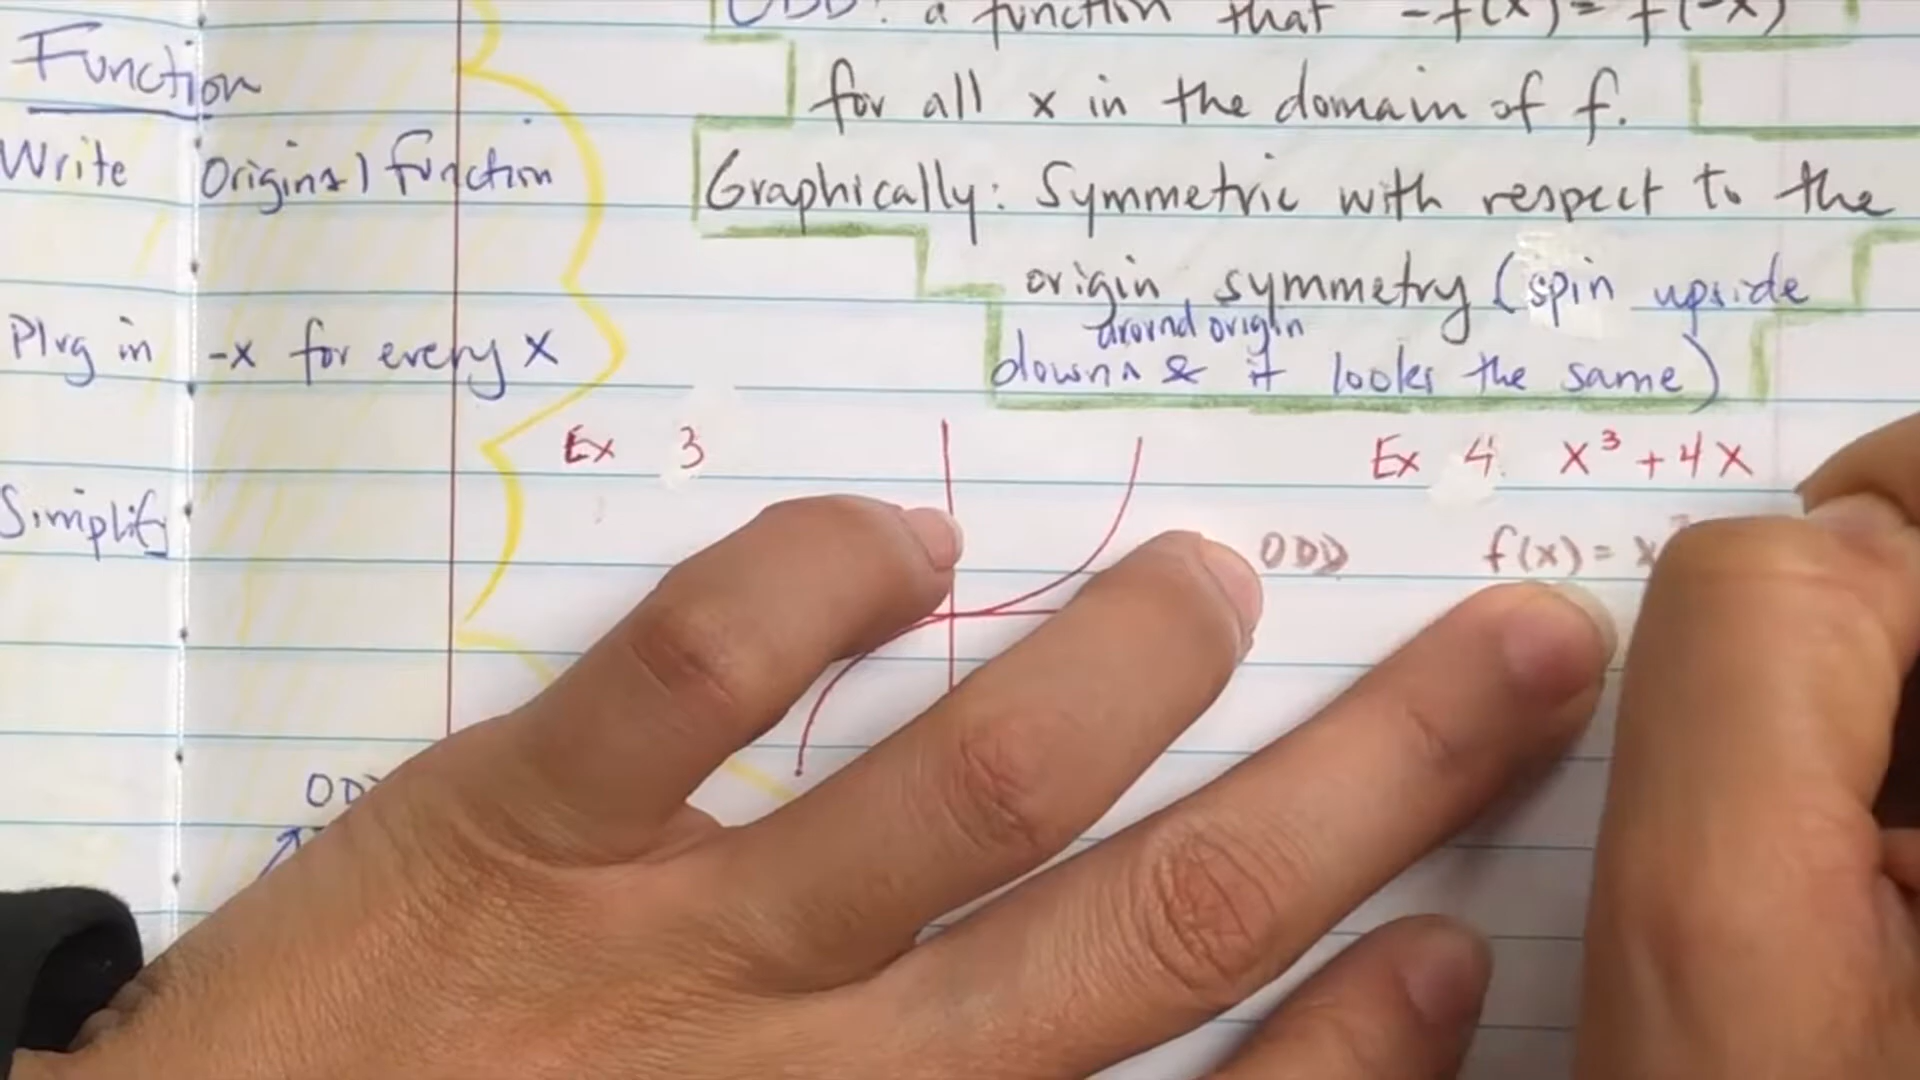 Function
Write Original function
Plug in -x for every x
Simplify
ODD
ODD: a function that -f(x) = f(-x)
for all x in the domain of f.
Graphically: Symmetric with respect to the
origin symmetry (spin upside
around origin
down ^ & it looks the same)
Ex 3
ODD
Ex 4. x³ + 4x
f(x) = x